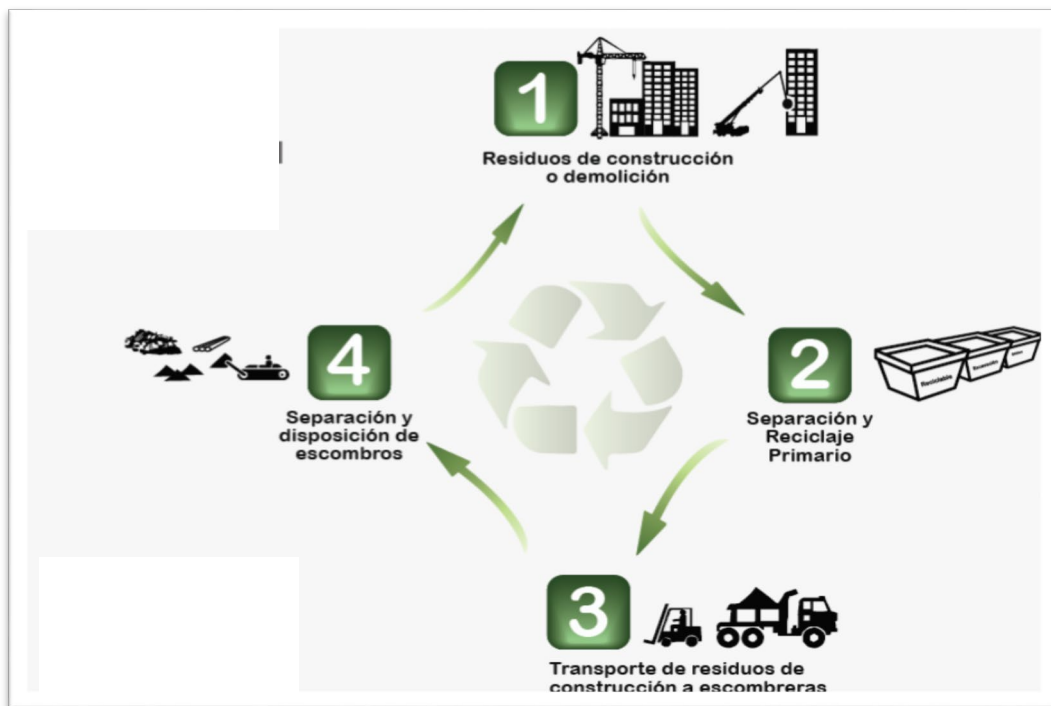 1
Residuos de construcción
o demolición
2
Reciclable
Separación y
Reciclaje
Primario
3
Transporte de residuos de
construcción a escombreras
4
Separación y
disposición de
escombros